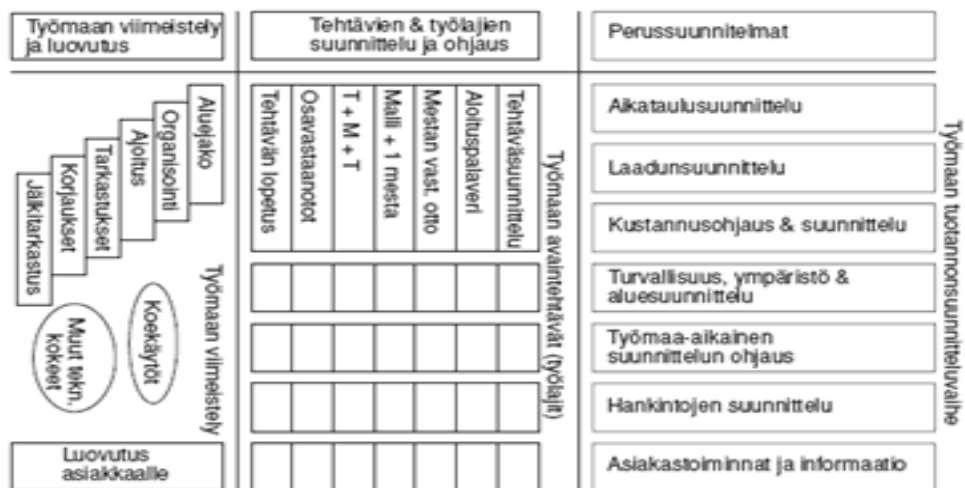 Työmaan viimeistely
ja luovutus
Aluejako
Organisointi
Ajoitus
Tarkastukset
Korjaukset
Jälkitarkastus
Koekäytöt
Muut tekn.
kokeet
Työmaan viimeistely
Luovutus
asiakkaalle
Tehtävien & työlajien
suunnittelu ja ohjaus
Tehtävän lopetus
Osavastaanotot
T + M + T
Malli + 1 mesta
Mestan vast. otto
Aloituspalaveri
Tehtäväsuunnittelu
Työmaan avaintehtävät (työlajit)
Perussuunnitelmat
Aikataulusuunnittelu
Laadunsuunnittelu
Kustannusohjaus & suunnittelu
Turvallisuus, ympäristö &
aluesuunnittelu
Työmaa-aikainen
suunnittelun ohjaus
Hankintojen suunnittelu
Asiakastoiminnat ja informaatio
Työmaan tuotannonsuunnitteluvaihe